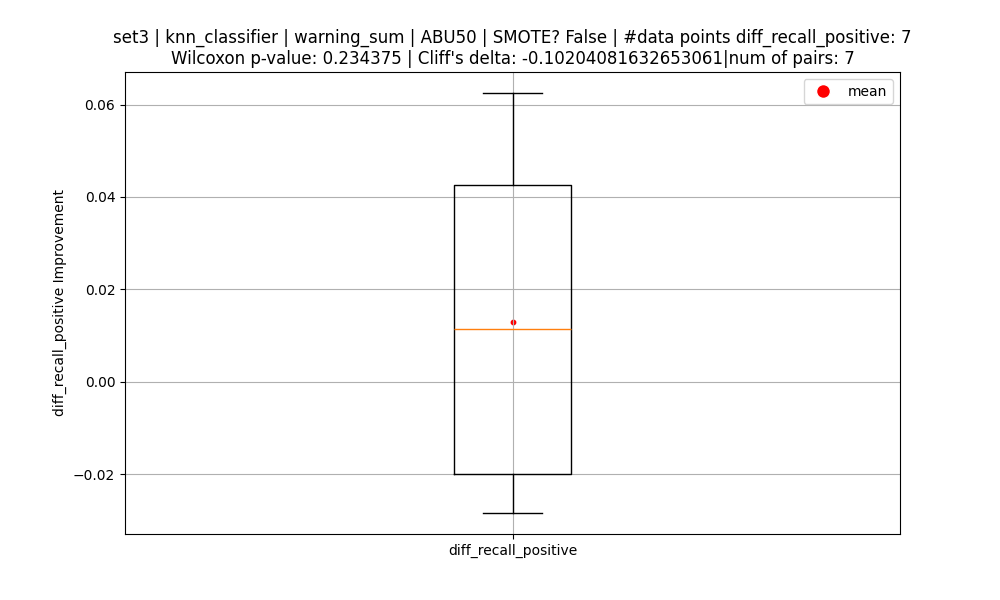 set3 | knn_classifier | warning_sum | ABU50 | SMOTE? False | #data points diff_recall_positive: 7
Wilcoxon p-value: 0.234375 | Cliff's delta: -0.10204081632653061|num of pairs: 7
mean
0.06
0.04
0.02
0.00
−0.02
diff_recall_positive Improvement
diff_recall_positive